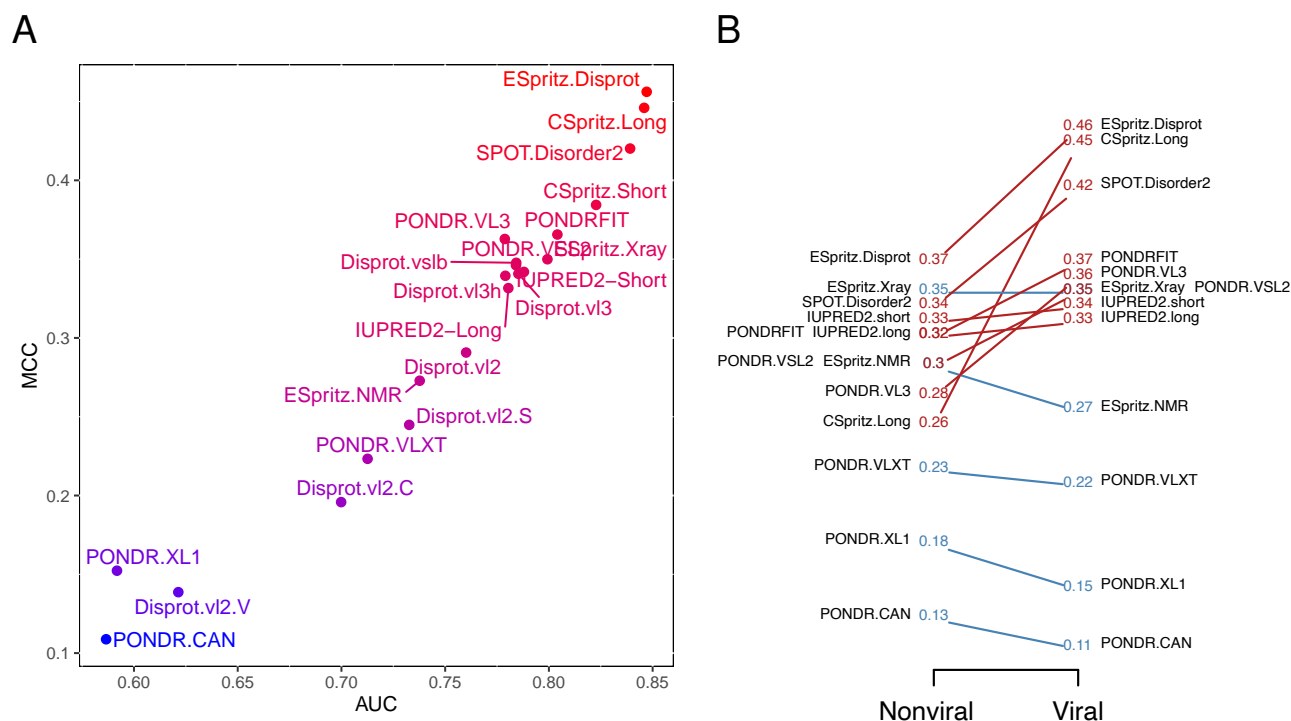 A
ESpritz.Disprot
CSpritz.Long
SPOT.Disorder2
CSpritz.Short
PONDR.VL3
PONDRFIT
PONDR.VSL2
ESpritz.Xray
Disprot.vslb
IUPRED2−Short
Disprot.vl3h
Disprot.vl3
IUPRED2−Long
Disprot.vl2
ESpritz.NMR
Disprot.vl2.S
PONDR.VLXT
Disprot.vl2.C
PONDR.XL1
Disprot.vl2.V
PONDR.CAN
MCC
0.4
0.3
0.2
0.1
0.60 0.65 0.70 0.75 0.80 0.85
AUC
B
ESpritz.Disprot 0.37
ESpritz.Xray 0.35
SPOT.Disorder2 0.34
IUPRED2.short 0.33
PONDRFIT IUPRED2.long 0.32
PONDR.VSL2 ESpritz.NMR 0.3
PONDR.VL3 0.28
CSpritz.Long 0.26
PONDR.VLXT 0.23
PONDR.XL1 0.18
PONDR.CAN 0.13
0.46 ESpritz.Disprot
0.45 CSpritz.Long
0.42 SPOT.Disorder2
0.37 PONDRFIT
0.36 PONDR.VL3
0.35 ESpritz.Xray PONDR.VSL2
0.34 IUPRED2.short
0.33 IUPRED2.long
0.27 ESpritz.NMR
0.22 PONDR.VLXT
0.15 PONDR.XL1
0.11 PONDR.CAN
Nonviral Viral